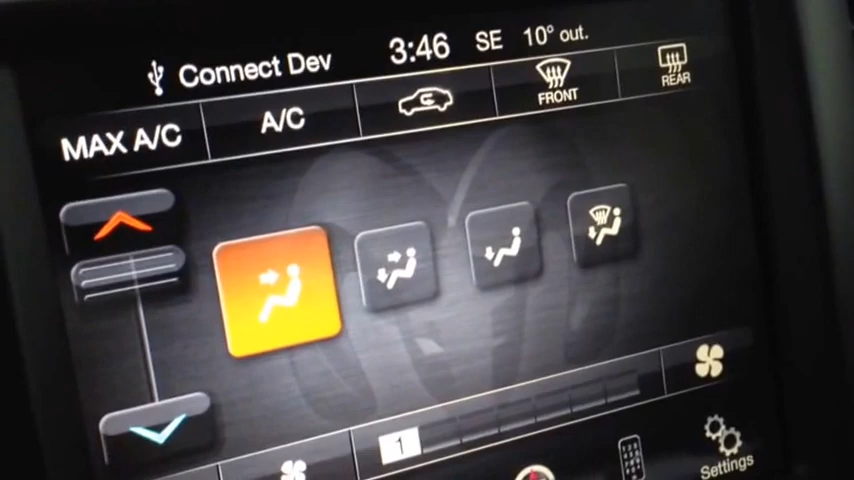 Connect Dev 3:46 SE 10° out.
MAX A/C A/C FRONT REAR
1
Settings